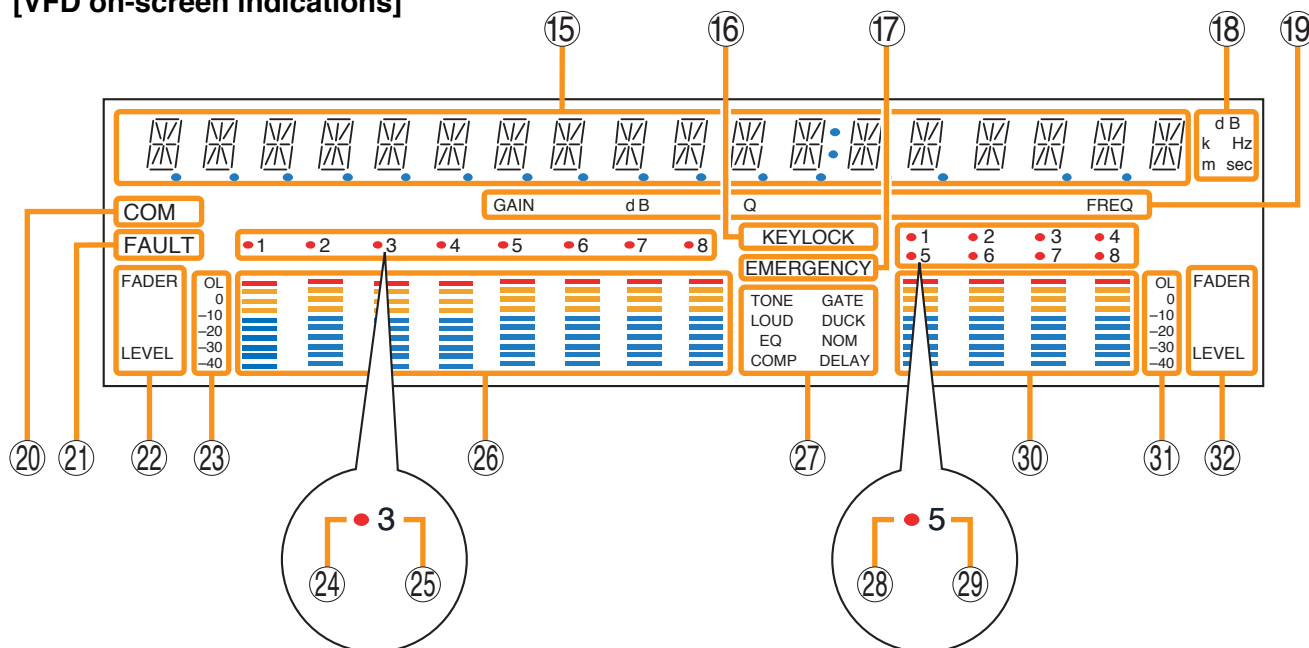 [VFD on-screen indications]
⑮ ⑯ ⑰ ⑱ ⑲
d B
k Hz
m sec
COM
GAIN d B Q FREQ
FAULT
1 2 3 4 5 6 7 8
KEYLOCK
1 2 3 4
5 6 7 8
EMERGENCY
FADER
LEVEL
OL
0
–10
–20
–30
–40
TONE GATE
LOUD DUCK
EQ NOM
COMP DELAY
OL
0
–10
–20
–30
–40
FADER
LEVEL
⑳ ㉑ ㉒ ㉓ ㉖ ㉗ ㉚ ㉛ ㉜
3
㉔ ㉕
5
㉘ ㉙